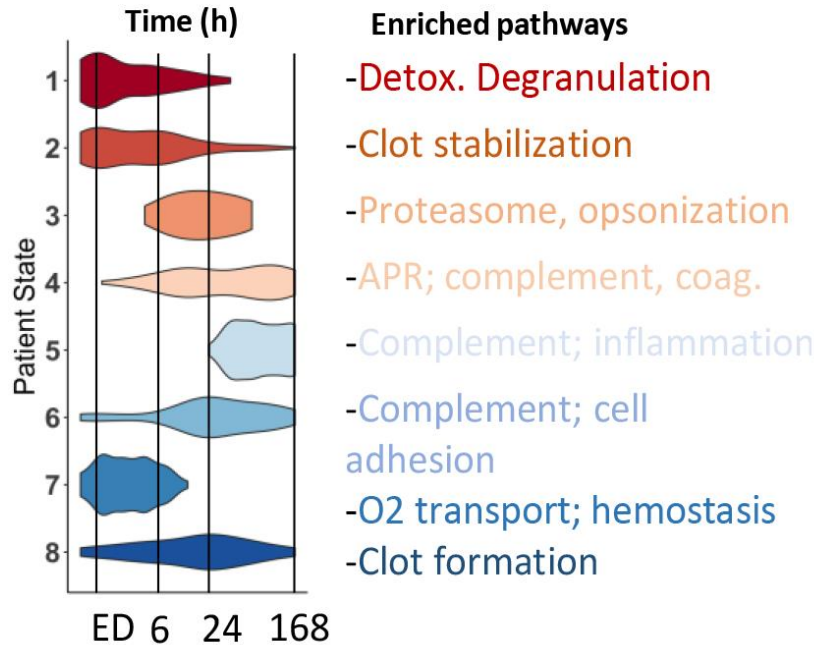 Time (h)
Enriched pathways
1
-Detox. Degranulation
2
-Clot stabilization
3
-Proteasome, opsonization
4
-APR; complement, coag.
Patient State
5
-Complement; inflammation
6
-Complement; cell
adhesion
7
-O2 transport; hemostasis
8
-Clot formation
ED 6 24 168